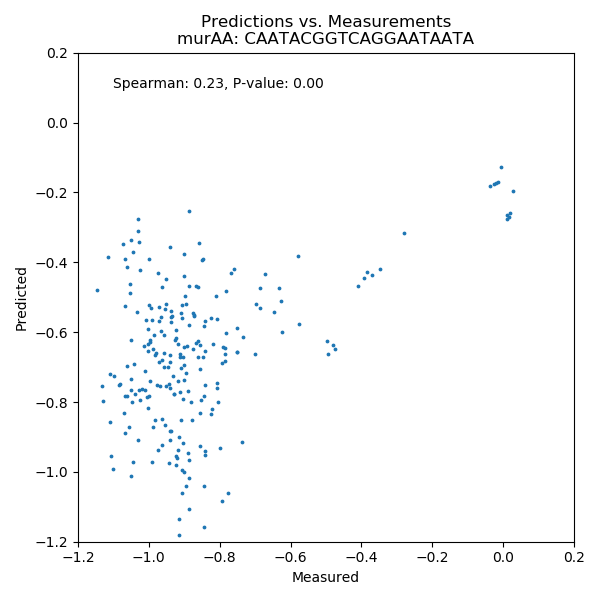 Predictions vs. Measurements
murAA: CAATACGGTCAGGAATAATA
Spearman: 0.23, P-value: 0.00
0.2
0.0
−0.2
−0.4
−0.6
−0.8
−1.0
−1.2
Predicted
−1.2 −1.0 −0.8 −0.6 −0.4 −0.2 0.0 0.2
Measured